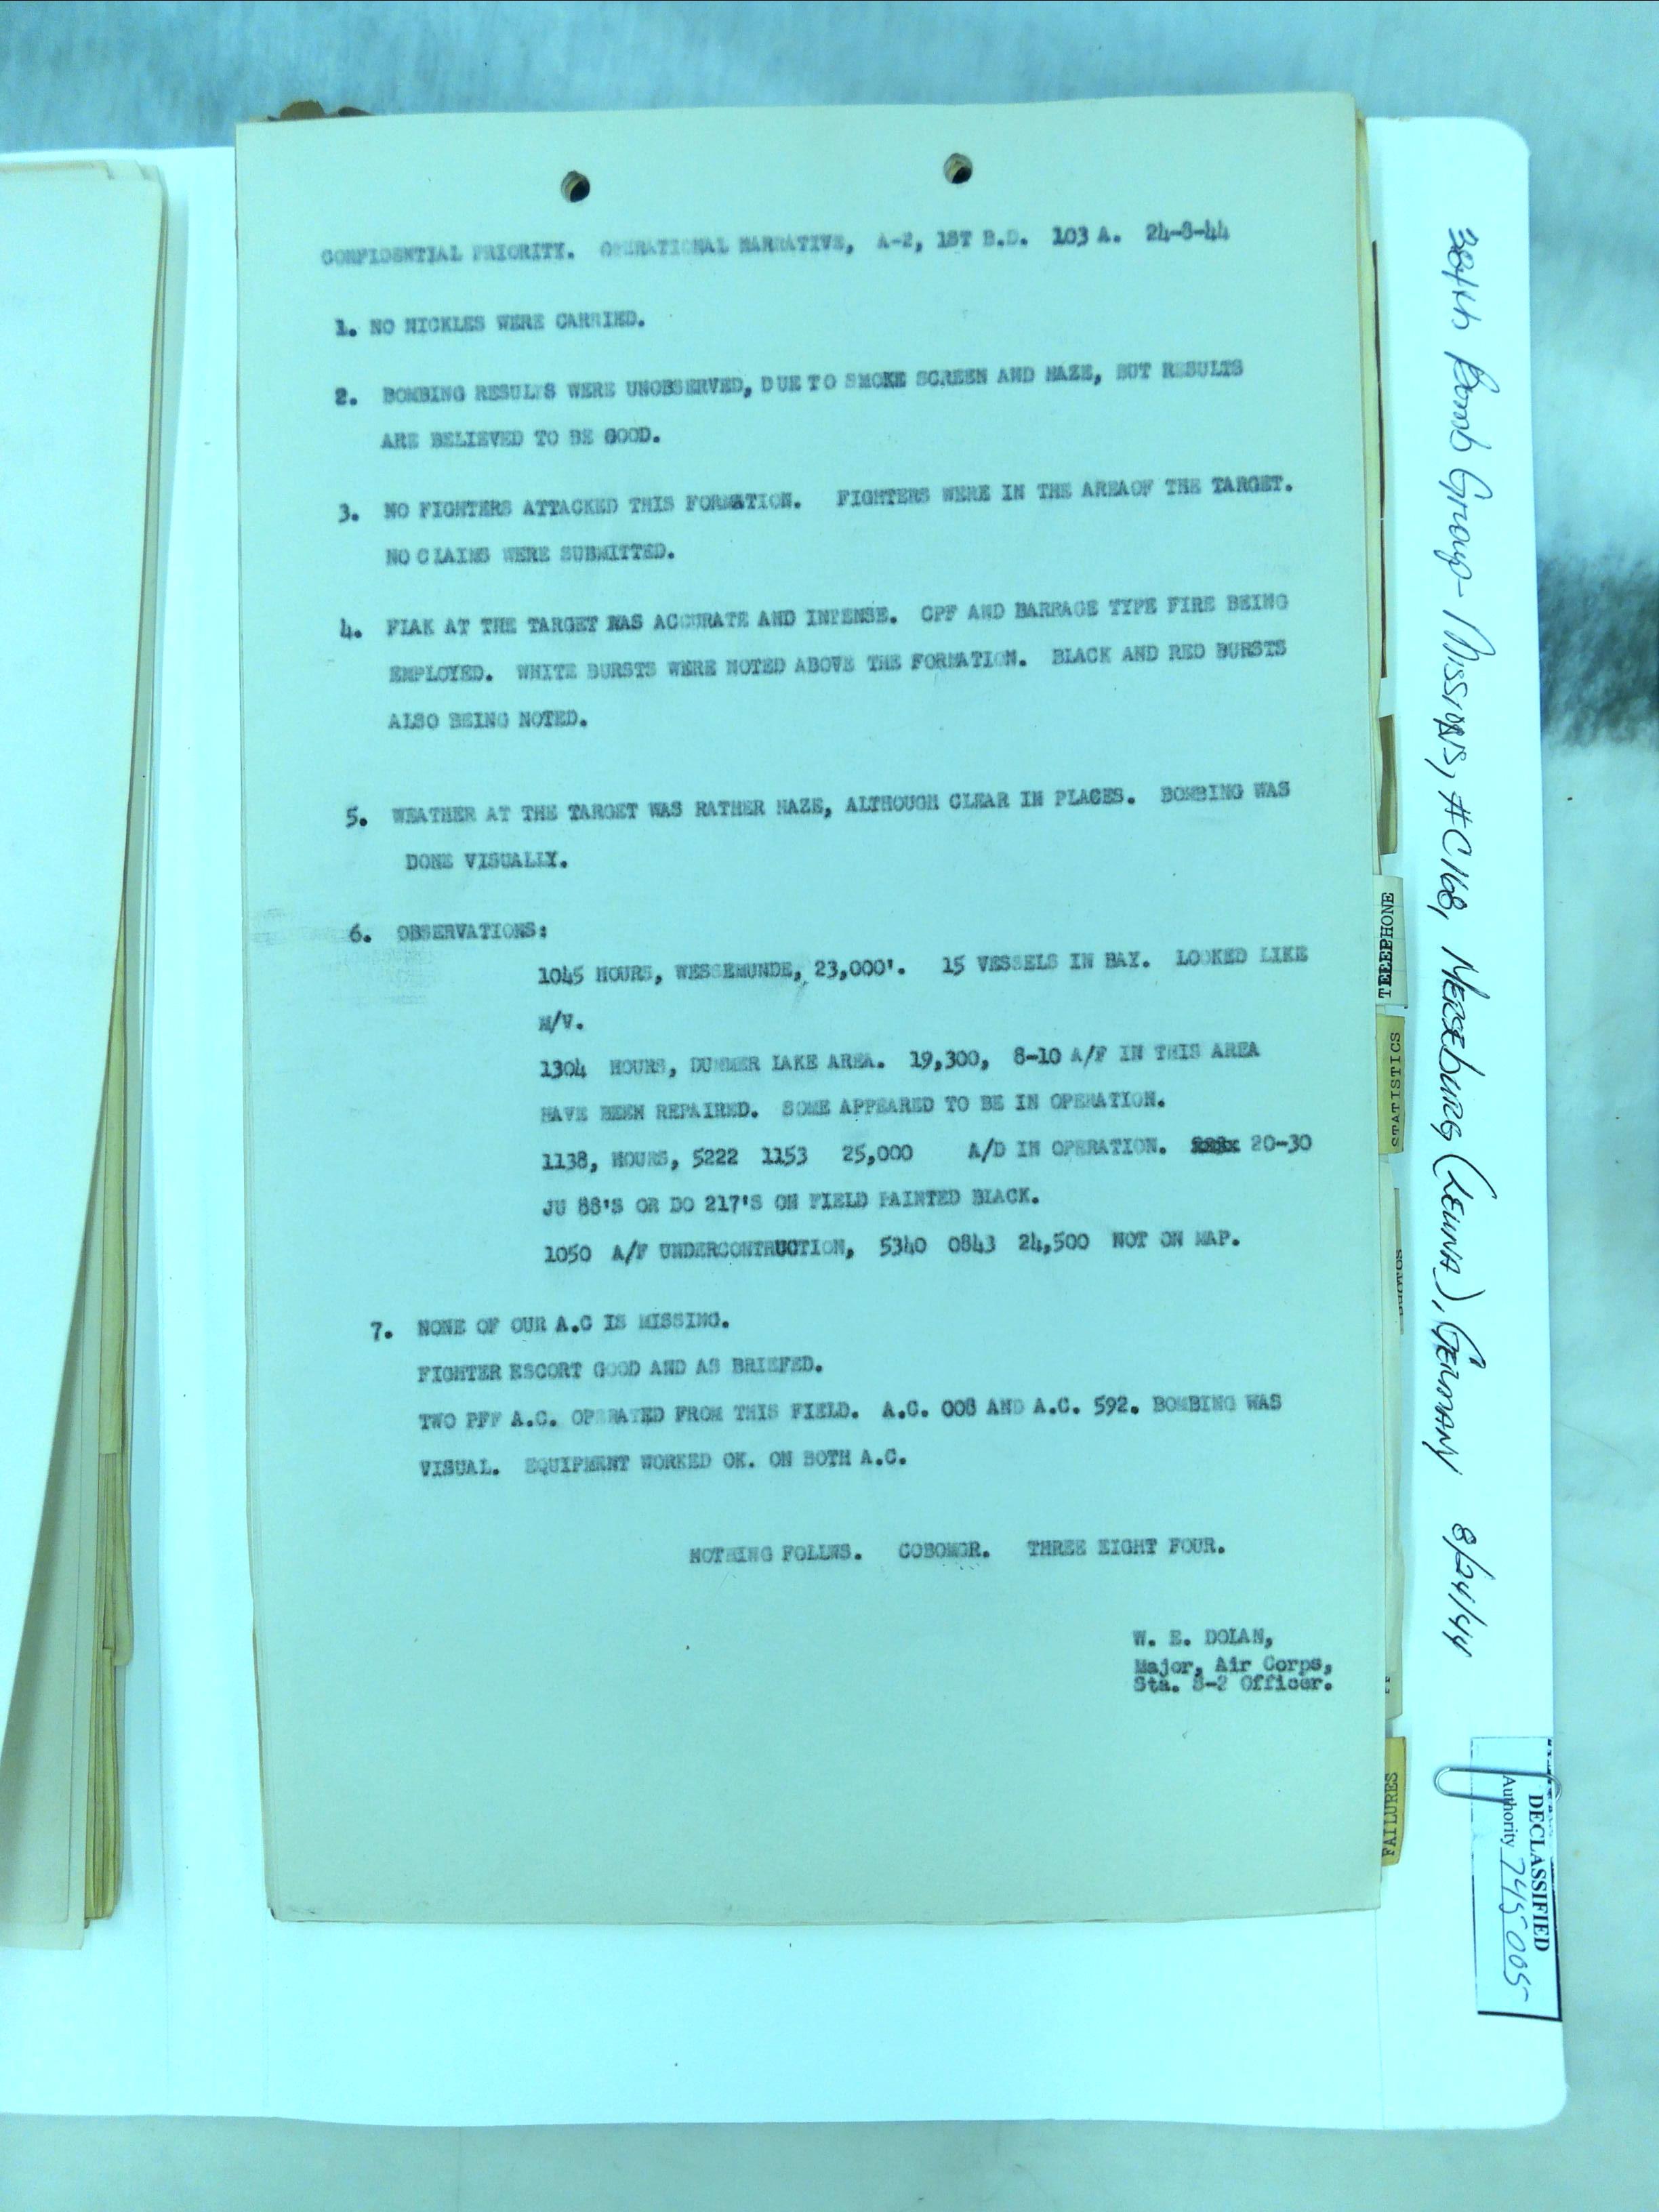 CONFIDENTIAL PRIORITY. OPERATIONAL NARRATIVE, A-2, 1ST B.D. 103 A. 24-8-44
1. NO NICKLES WERE CARRIED.
2. BOMBING RESULTS WERE UNOBSERVED, DUE TO SMOKE SCREEN AND HAZE, BUT RESULTS
ARE BELIEVED TO BE GOOD.
3. NO FIGHTERS ATTACKED THIS FORMATION. FIGHTERS WERE IN THE AREAOF THE TARGET.
NO CLAIMS WERE SUBMITTED.
4. FLAK AT THE TARGET WAS ACCURATE AND INTENSE. CPF AND BARRAGE TYPE FIRE BEING
EMPLOYED. WHITE BURSTS WERE NOTED ABOVE THE FORMATION. BLACK AND RED BURSTS
ALSO BEING NOTED.
5. WEATHER AT THE TARGET WAS RATHER HAZE, ALTHOUGH CLEAR IN PLACES. BOMBING WAS
DONE VISUALLY.
6. OBSERVATIONS:
1045 HOURS, WESSEMUNDE, 23,000'. 15 VESSELS IN BAY. LOOKED LIKE
M/V.
1304 HOURS, DUMMER LAKE AREA. 19,300, 8-10 A/F IN THIS AREA
HAVE BEEN REPAIRED. SOME APPEARED TO BE IN OPERATION.
1138, HOURS, 5222 1153 25,000 A/D IN OPERATION. 20-30
JU 88'S OR DO 217'S ON FIELD PAINTED BLACK.
1050 A/F UNDERCONTRUCTION, 5340 0843 24,500 NOT ON MAP.
7. NONE OF OUR A.C IS MISSING.
FIGHTER ESCORT GOOD AND AS BRIEFED.
TWO PFF A.C. OPERATED FROM THIS FIELD. A.C. 008 AND A.C. 592. BOMBING WAS
VISUAL. EQUIPMENT WORKED OK. ON BOTH A.C.
NOTHING FOLLWS. COBOMGR. THREE EIGHT FOUR.
W. E. DOLAN,
Major, Air Corps,
Sta. S-2 Officer.
TELEPHONE
STATISTICS
FAILURES
384th Bomb Group- Missions, #C168, Merseburg (Leuna), Germany 8/24/44
DECLASSIFIED
Authority 745005